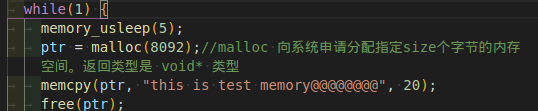 while(1) {
memory_usleep(5);
ptr = malloc(8092);//malloc 向系统申请分配指定size个字节的内存
空间。返回类型是 void* 类型
memcpy(ptr, "this is test memory@@@@@@@@", 20);
free(ptr);